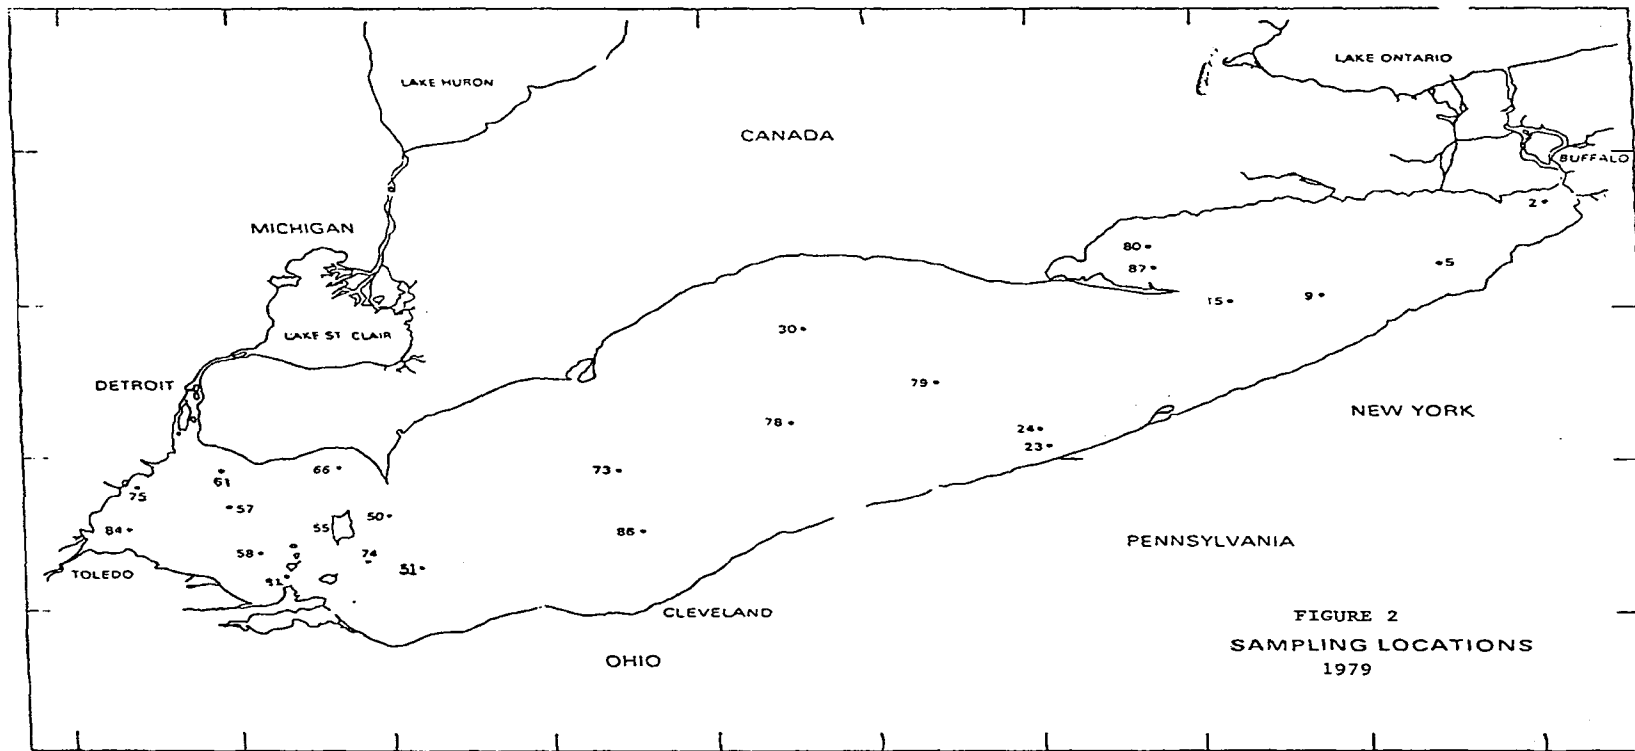 LAKE HURON
LAKE ONTARIO
CANADA
BUFFALO
2
MICHIGAN
80
87
5
15
9
LAKE ST CLAIR
30
DETROIT
79
NEW YORK
78
24
23
66
73
61
75
57
50
55
84
86
58
74
51
TOLEDO
PENNSYLVANIA
CLEVELAND
OHIO
FIGURE 2
SAMPLING LOCATIONS
1979